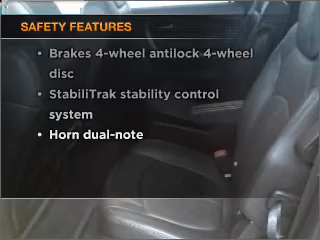 SAFETY FEATURES
• Brakes 4-wheel antilock 4-wheel
disc
• StabiliTrak stability control
system
• Horn dual-note